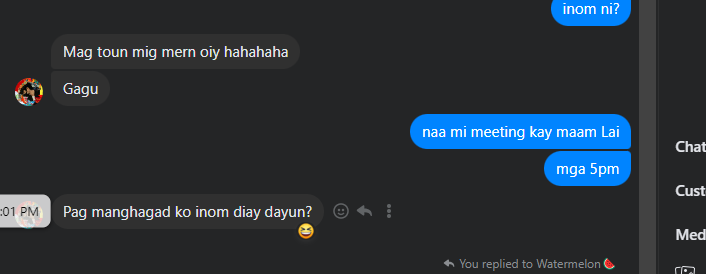 inom ni?
Mag toun mig mern oiy hahahaha
Gagu
naa mi meeting kay maam Lai
mga 5pm
:01 PM
Pag manghagad ko inom diay dayun?
😆
You replied to Watermelon🍉
Chat
Cust
Med